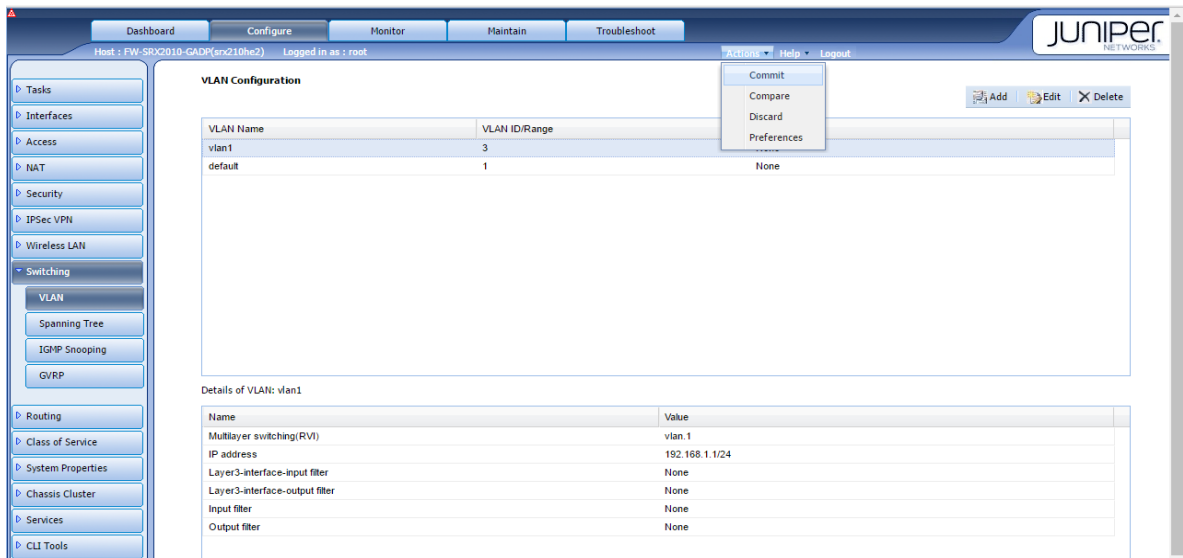 Dashboard Configure Monitor Maintain Troubleshoot
JUNIPER
NETWORKS
Host : FW-SRX2010-GADP(srx210he2) Logged in as : root Actions Help Logout
Commit
Compare
Discard
Preferences
Tasks
Interfaces
Access
NAT
Security
IPSec VPN
Wireless LAN
Switching
VLAN
Spanning Tree
IGMP Snooping
GVRP
Routing
Class of Service
System Properties
Chassis Cluster
Services
CLI Tools
VLAN Configuration
Add Edit Delete
VLAN Name VLAN ID/Range
vlan1 3
default 1 None
Details of VLAN: vlan1
Name Value
Multilayer switching(RVI) vlan.1
IP address 192.168.1.1/24
Layer3-interface-input filter None
Layer3-interface-output filter None
Input filter None
Output filter None